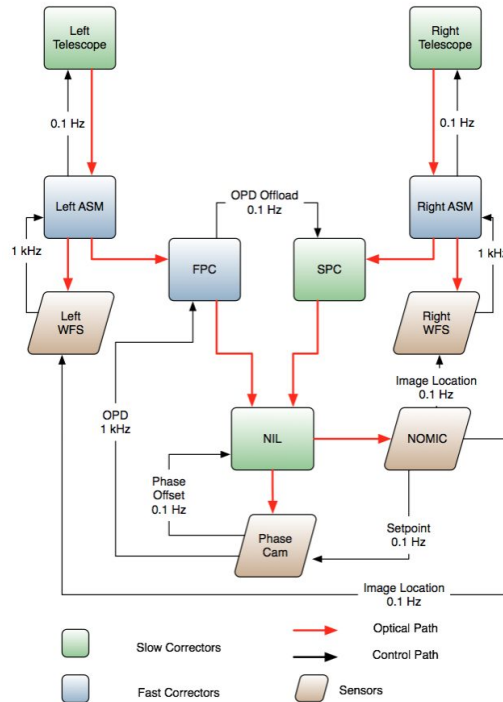 Left
Telescope
Right
Telescope
0.1 Hz
0.1 Hz
Left ASM
OPD Offload
0.1 Hz
Right ASM
1 kHz
FPC
SPC
1 kHz
Left
WFS
Right
WFS
Image Location
0.1 Hz
OPD
1 kHz
NIL
NOMIC
Phase
Offset
0.1 Hz
Phase
Cam
Setpoint
0.1 Hz
Image Location
0.1 Hz
Slow Correctors
Optical Path
Control Path
Fast Correctors
Sensors